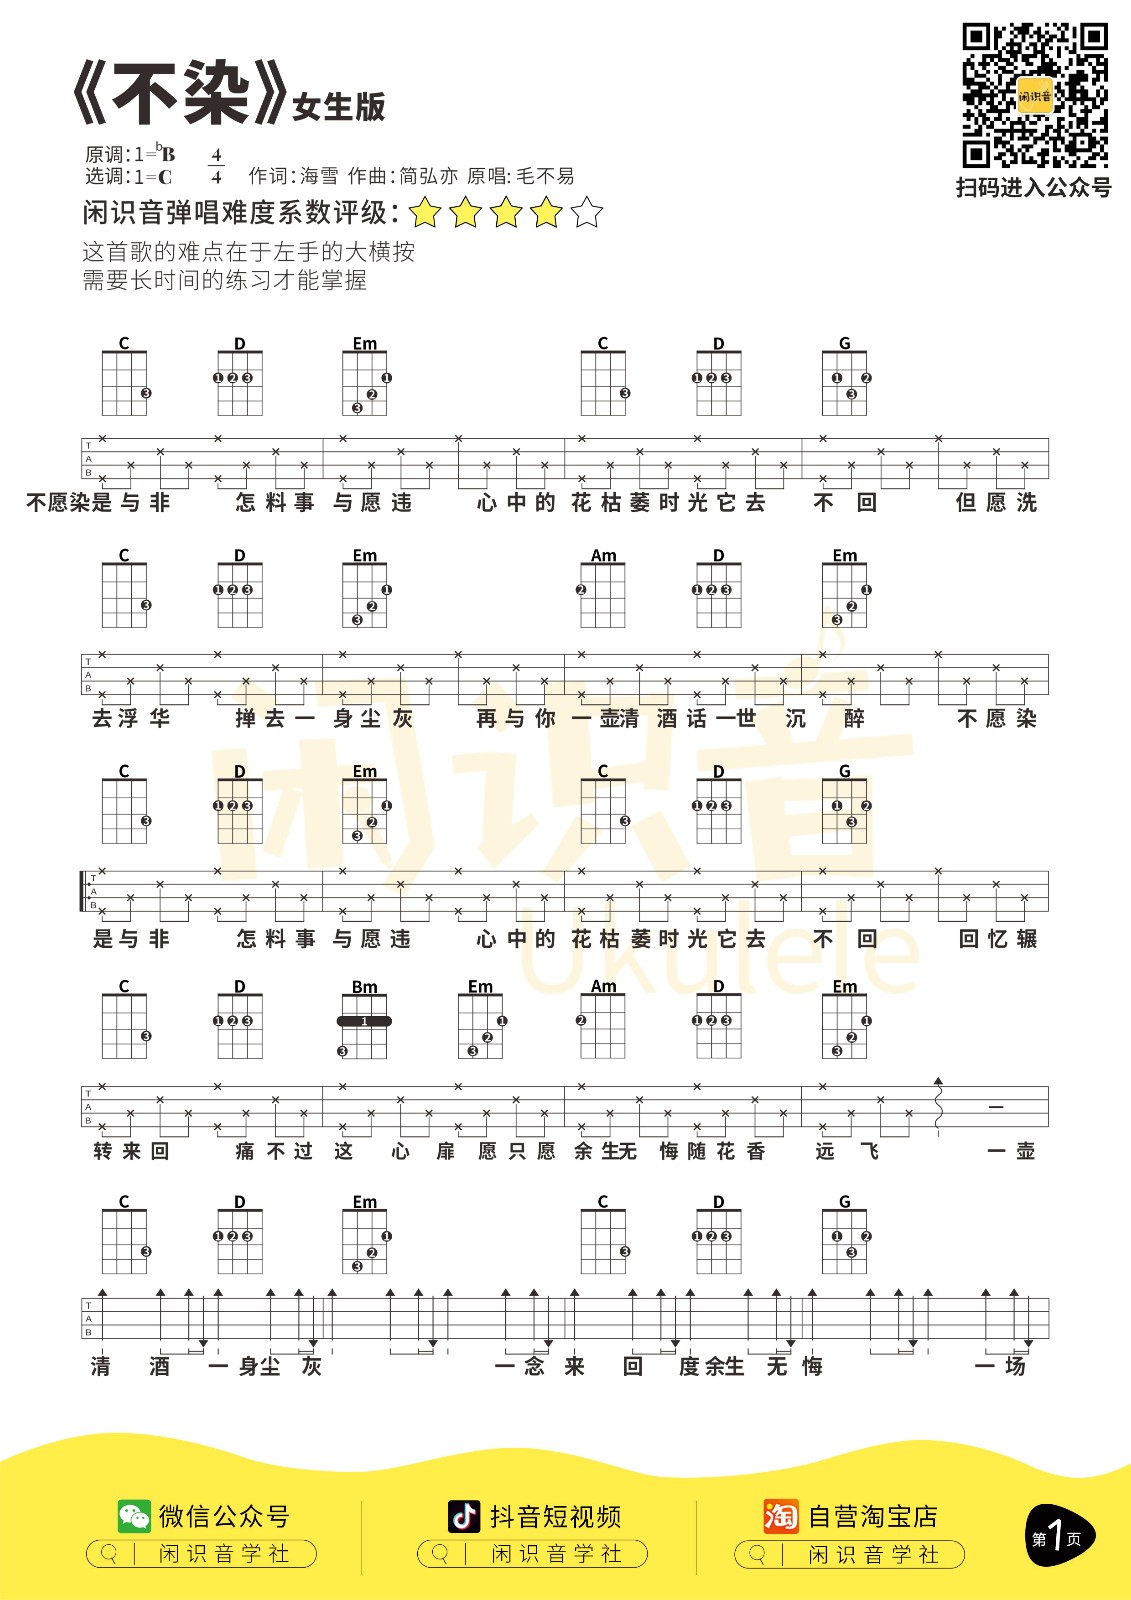 《不染》女生版
扫码进入公众号
闲识音
原调:1=bB 4
选调:1=C 4 作词:海雪 作曲:简弘亦 原唱:毛不易
闲识音弹唱难度系数评级:
这首歌的难点在于左手的大横按
需要长时间的练习才能掌握
C D Em C D G
1 2 3
T A B
不愿染是与非 怎料事 与愿违 心中的 花枯萎时光它去 不 回 但愿洗
C D Em Am D Em
T A B
去浮华 掸去一 身尘灰 再与你 一壶清 酒话一世 沉 醉 不愿染
C D Em C D G
T A B
是与非 怎料事 与愿违 心中的 花枯萎时光它去 不 回 回忆辗
C D Bm Em Am D Em
T A B
转来回 痛不过 这 心 扉 愿只愿 余生无 悔随花香 远 飞 一壶
C D Em C D G
T A B
清 酒 一身尘 灰 一念来 回 度余生 无悔 一场
闲识音
Ukulele
微信公众号 抖音短视频 自营淘宝店
闲识音学社 闲识音学社 闲识音学社
淘
第1页